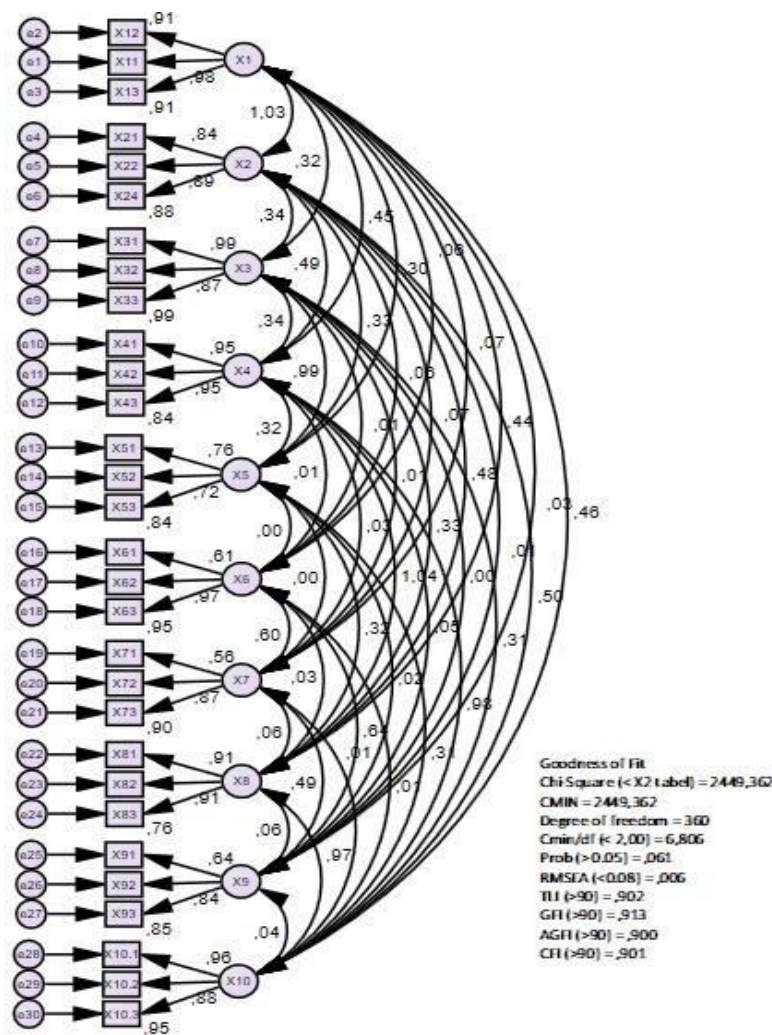 ,91
e2 X12
e1 X11 X1
e3 X13 ,98
,91
1,03
e4 X21 ,84
e5 X22 X2 ,32
e6 X24 ,89
,88
,34 ,45
e7 X31 ,99 ,49 ,30 ,06
e8 X32 X3
e9 X33 ,87
,99
,34 ,33
e10 X41 ,95 ,07
e11 X42 X4 ,99 ,06
e12 X43 ,95
,84
,32 ,01 ,07 ,44
e13 X51 ,76
e14 X52 X5 ,01 ,01 ,48
e15 X53 ,72 ,03 ,46
,84
,00 ,03 ,33
e16 X61 ,61 ,01
e17 X62 X6 ,00 1,04 ,00
e18 X63 ,97 ,50
,95
,60 ,32 ,05 ,31
e19 X71 ,56
e20 X72 X7 ,03 ,02
e21 X73 ,87 ,98
,90
,06 ,64
e22 X81 ,91 ,01 ,31
e23 X82 X8 ,49 ,01
e24 X83 ,91
,76
,06 ,97
e25 X91 ,64
e26 X92 X9
e27 X93 ,84
,85
,04
e28 X10.1 ,96
e29 X10.2 X10
e30 X10.3 ,88
,95
Goodness of Fit
Chi-Square (< X2 tabel) = 2449,362
CMIN = 2449,362
Degree of freedom = 360
Cmin/df (< 2,00) = 6,806
Prob (>0.05) = ,061
RMSEA (<0.08) = ,006
TLI (>90) = ,902
GFI (>90) = ,913
AGFI (>90) = ,900
CFI (>90) = ,901